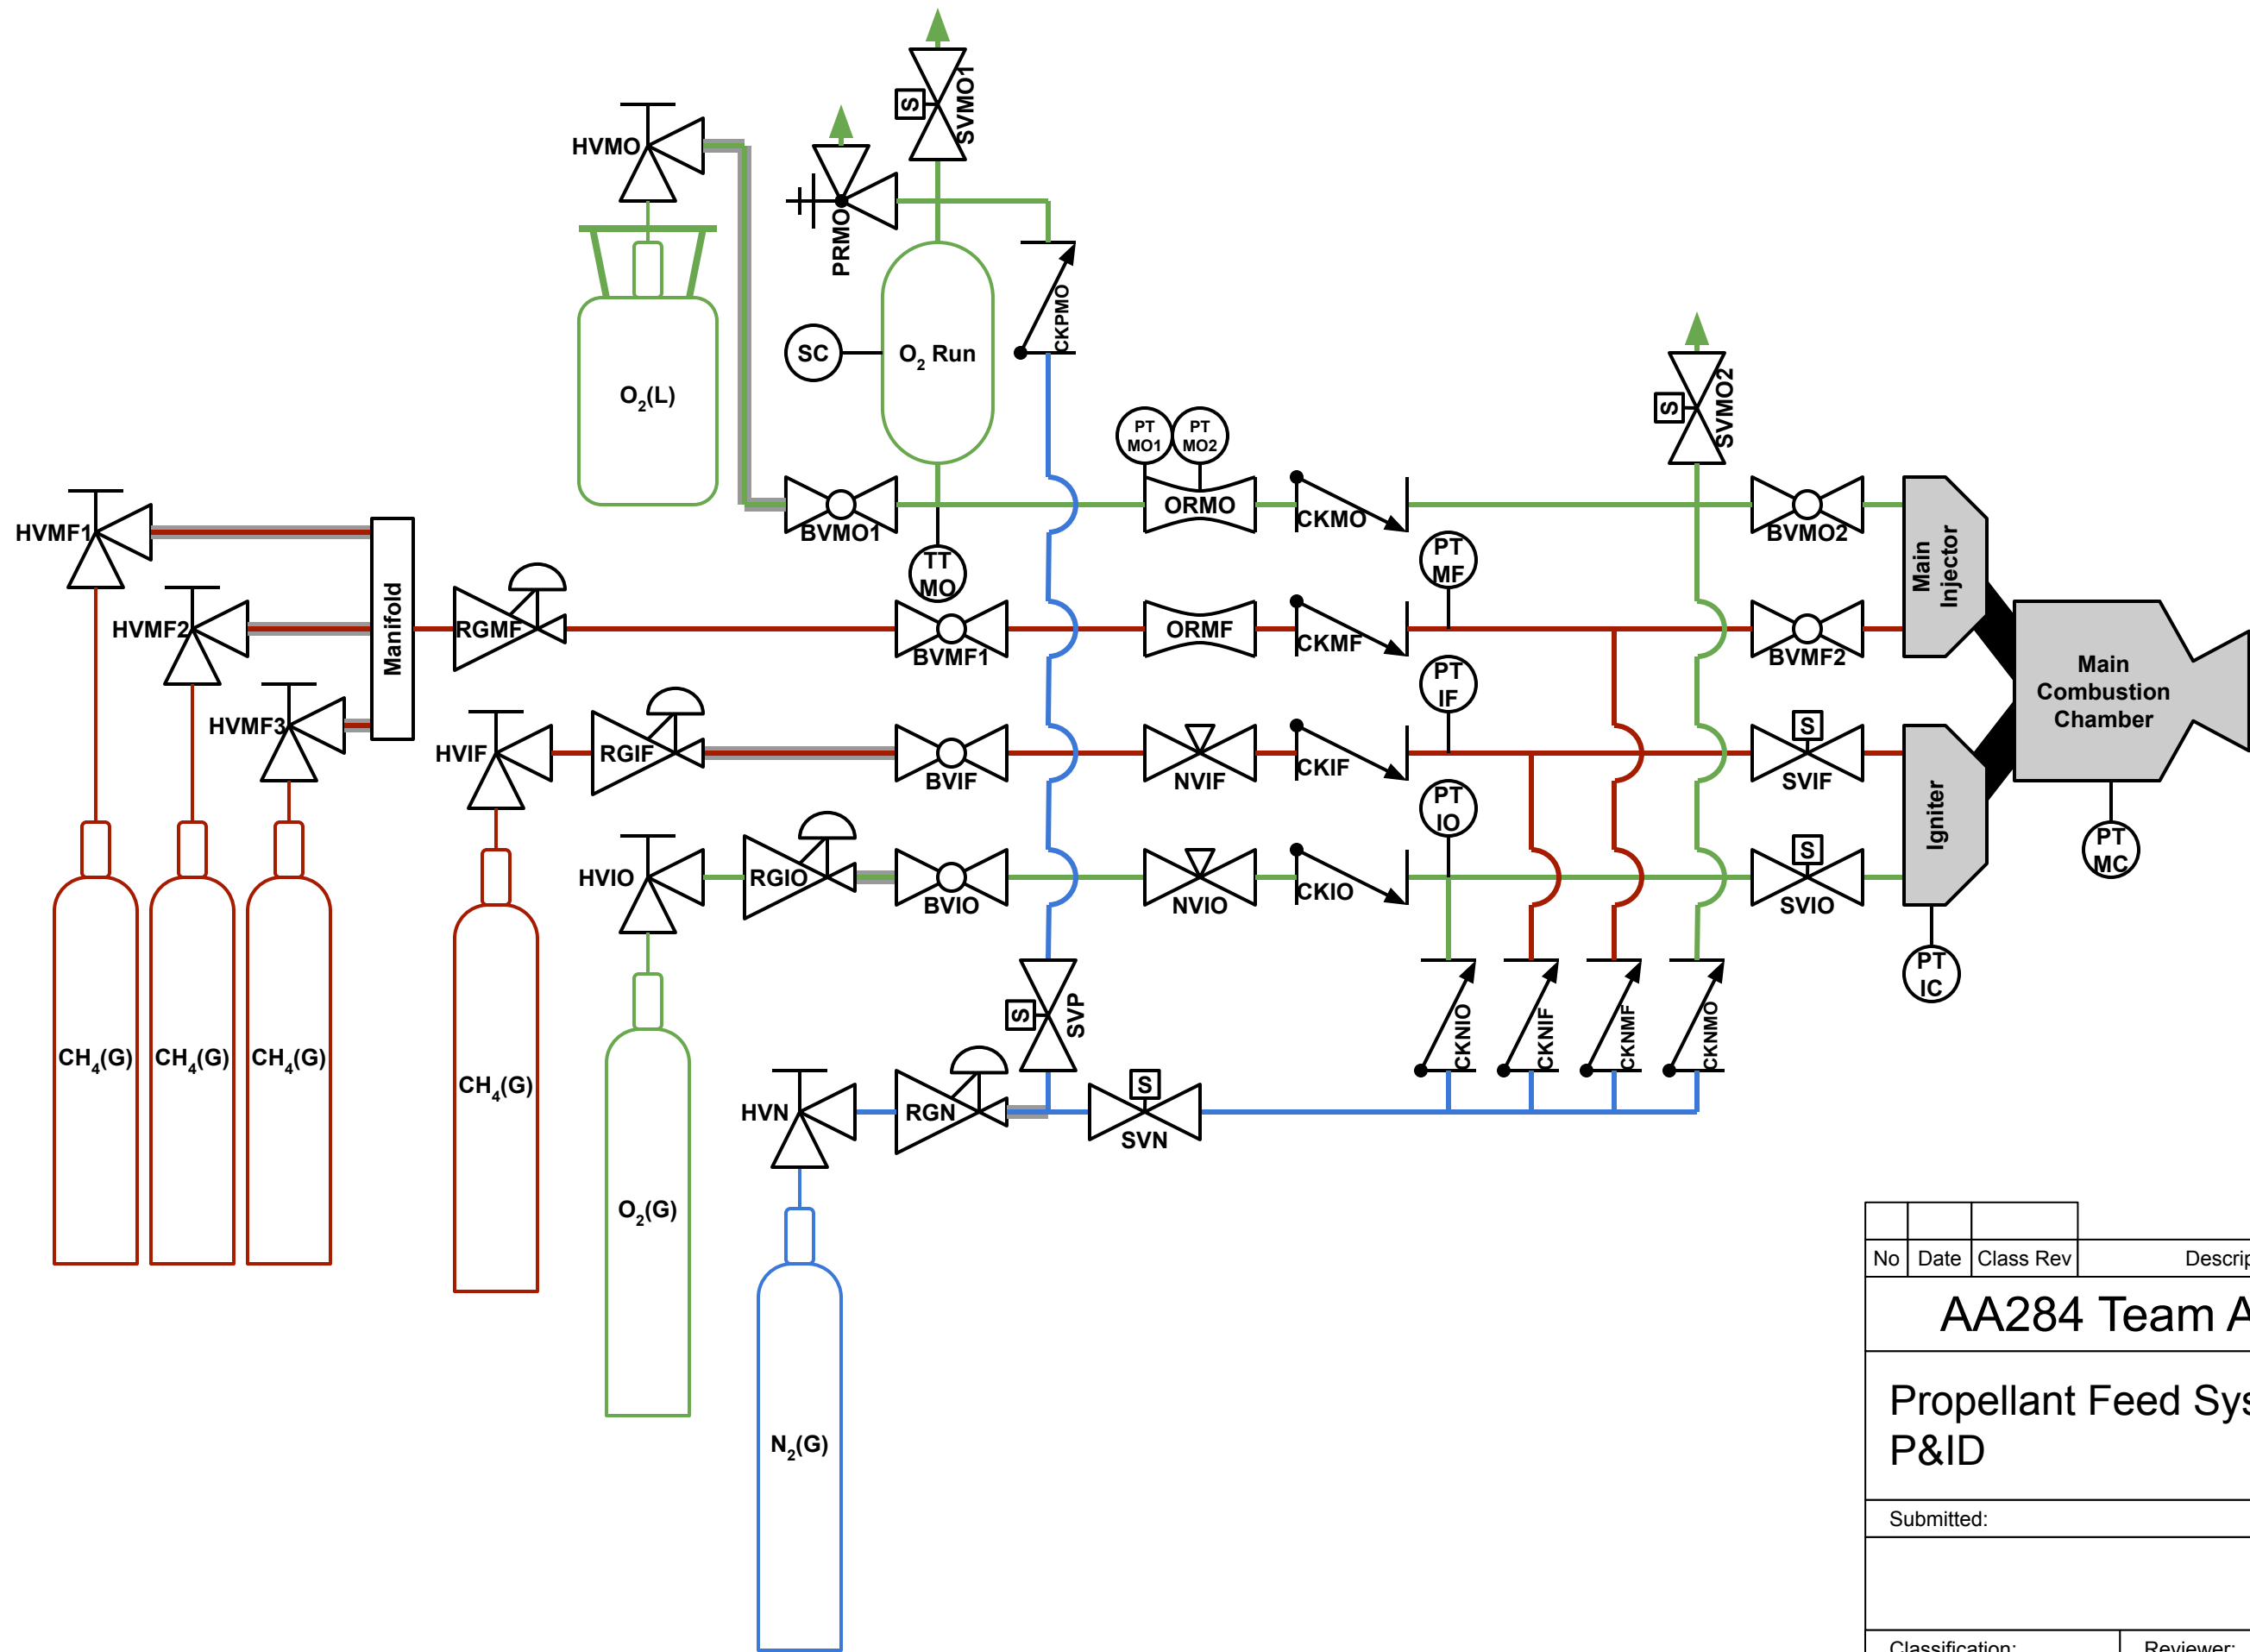 SVMO1
S
HVMO
PRMO
CKPMO
SC
O2 Run
O2(L)
SVMO2
S
PT
MO1
PT
MO2
HVMF1
BVMO1
ORMO
CKMO
BVMO2
Main
Injector
TT
MO
PT
MF
Manifold
HVMF2
RGMF
BVMF1
ORMF
CKMF
BVMF2
Main
Combustion
Chamber
PT
IF
HVMF3
HVIF
RGIF
BVIF
NVIF
CKIF
S
SVIF
PT
IO
Igniter
HVIO
RGIO
BVIO
NVIO
CKIO
S
SVIO
PT
MC
PT
IC
S
SVP
CKNIO
CKNIF
CKNMF
CKNMO
CH4(G)
CH4(G)
CH4(G)
CH4(G)
HVN
RGN
S
SVN
O2(G)
N2(G)
No
Date
Class Rev
Descrip
AA284 Team A
Propellant Feed Sys
P&ID
Submitted:
Classification:
Reviewer: